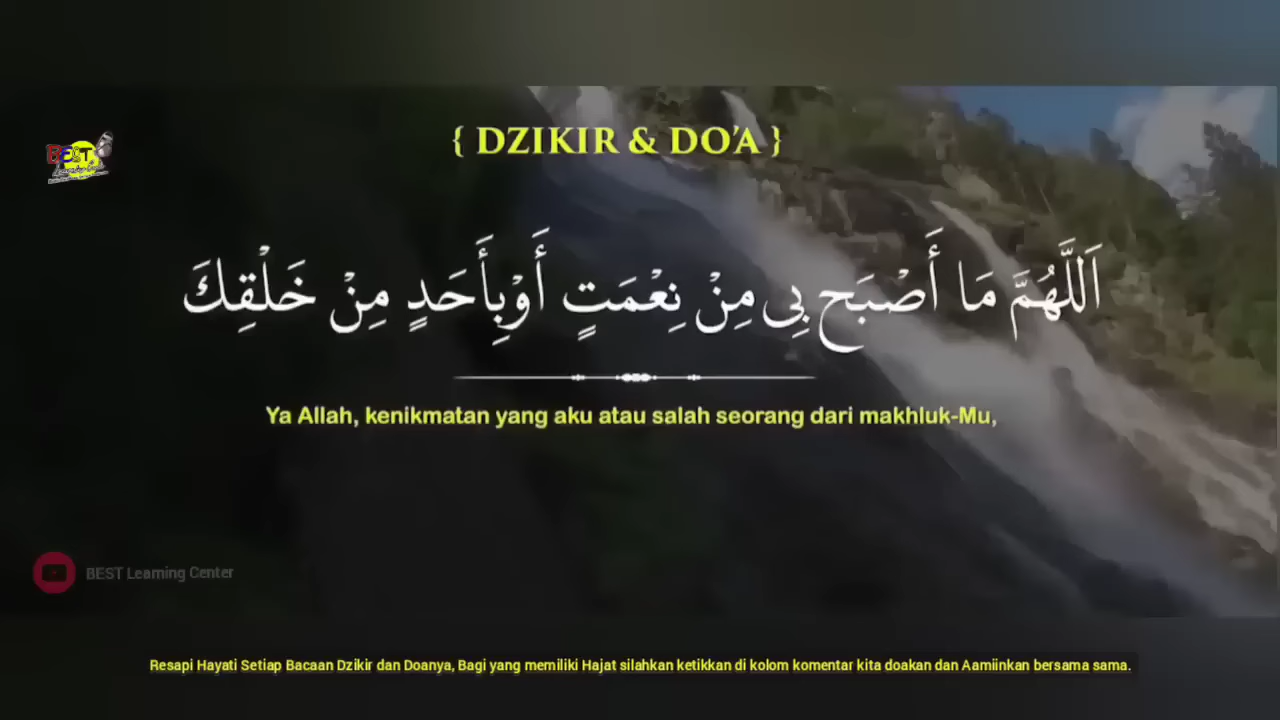 { DZIKIR & DO'A }
BEST
اَللَّهُمَّ مَا أَصْبَح بِى مِنْ نِعْمَتٍ أَوْبِأَحَدٍ مِنْ خَلْقِكَ
Ya Allah, kenikmatan yang aku atau salah seorang dari makhluk-Mu,
BEST Learning Center
Resapi Hayati Setiap Bacaan Dzikir dan Doanya, Bagi yang memiliki Hajat silahkan ketikkan di kolom komentar kita doakan dan Aamiinkan bersama sama.